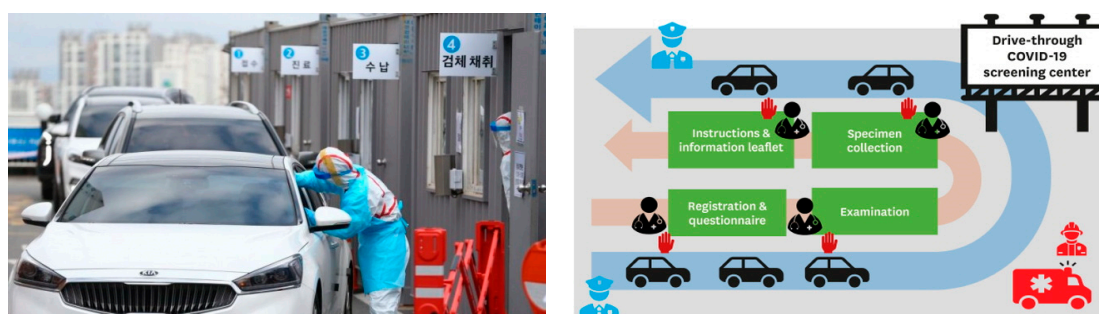 1
접수
2
진료
3
수납
4
검체 채취
KIA
Drive-through
COVID-19
screening center
Instructions &
information leaflet
Specimen
collection
Registration &
questionnaire
Examination